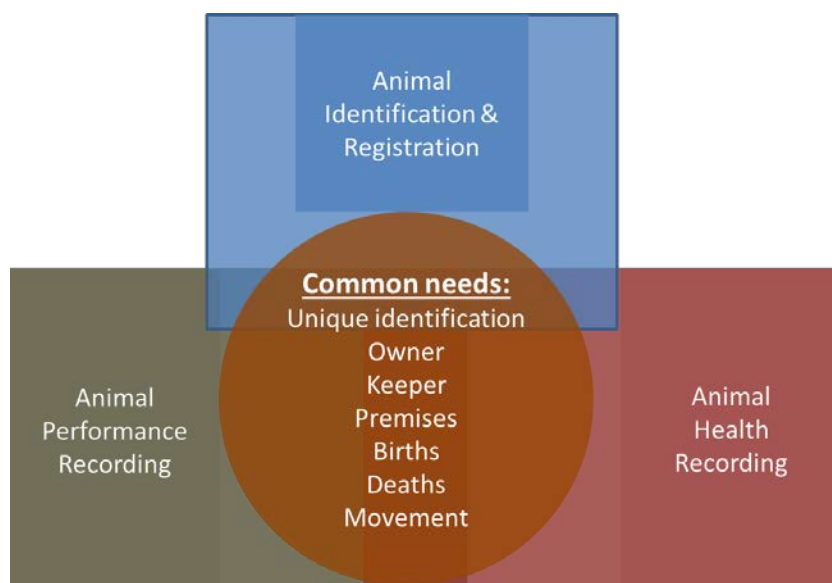 Animal
Identification &
Registration
Common needs:
Unique identification
Owner
Keeper
Premises
Births
Deaths
Movement
Animal
Performance
Recording
Animal
Health
Recording